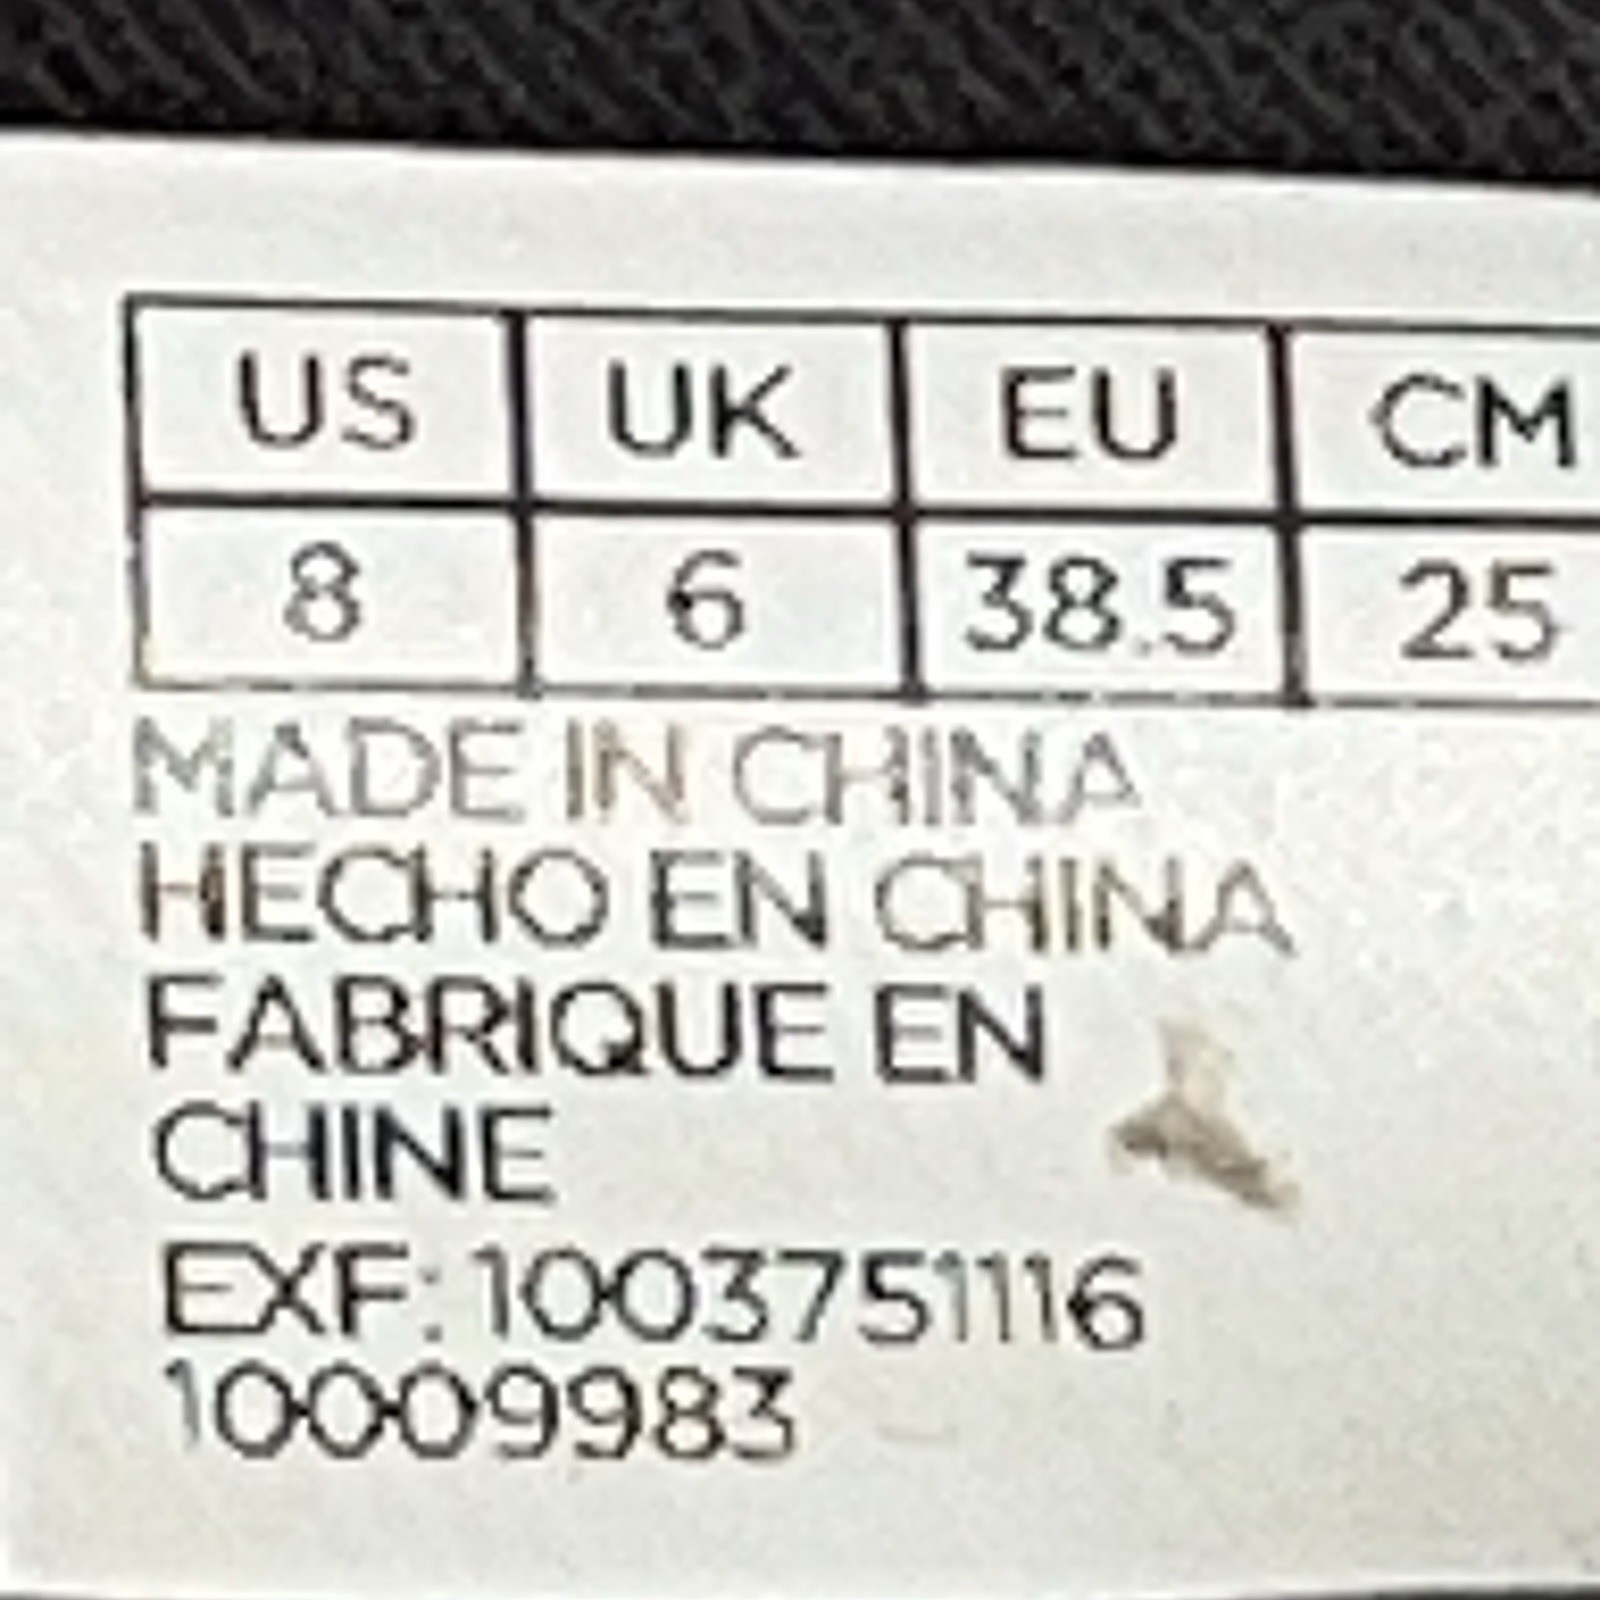 US UK EU CM
8 6 38.5 25
MADE IN CHINA
HECHO EN CHINA
FABRIQUE EN
CHINE
EXF: 1003751116
10009983